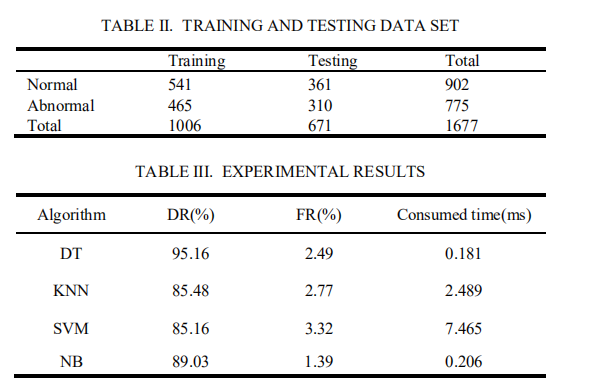 TABLE II. TRAINING AND TESTING DATA SET
Training Testing Total
Normal 541 361 902
Abnormal 465 310 775
Total 1006 671 1677
TABLE III. EXPERIMENTAL RESULTS
Algorithm DR(%) FR(%) Consumed time(ms)
DT 95.16 2.49 0.181
KNN 85.48 2.77 2.489
SVM 85.16 3.32 7.465
NB 89.03 1.39 0.206